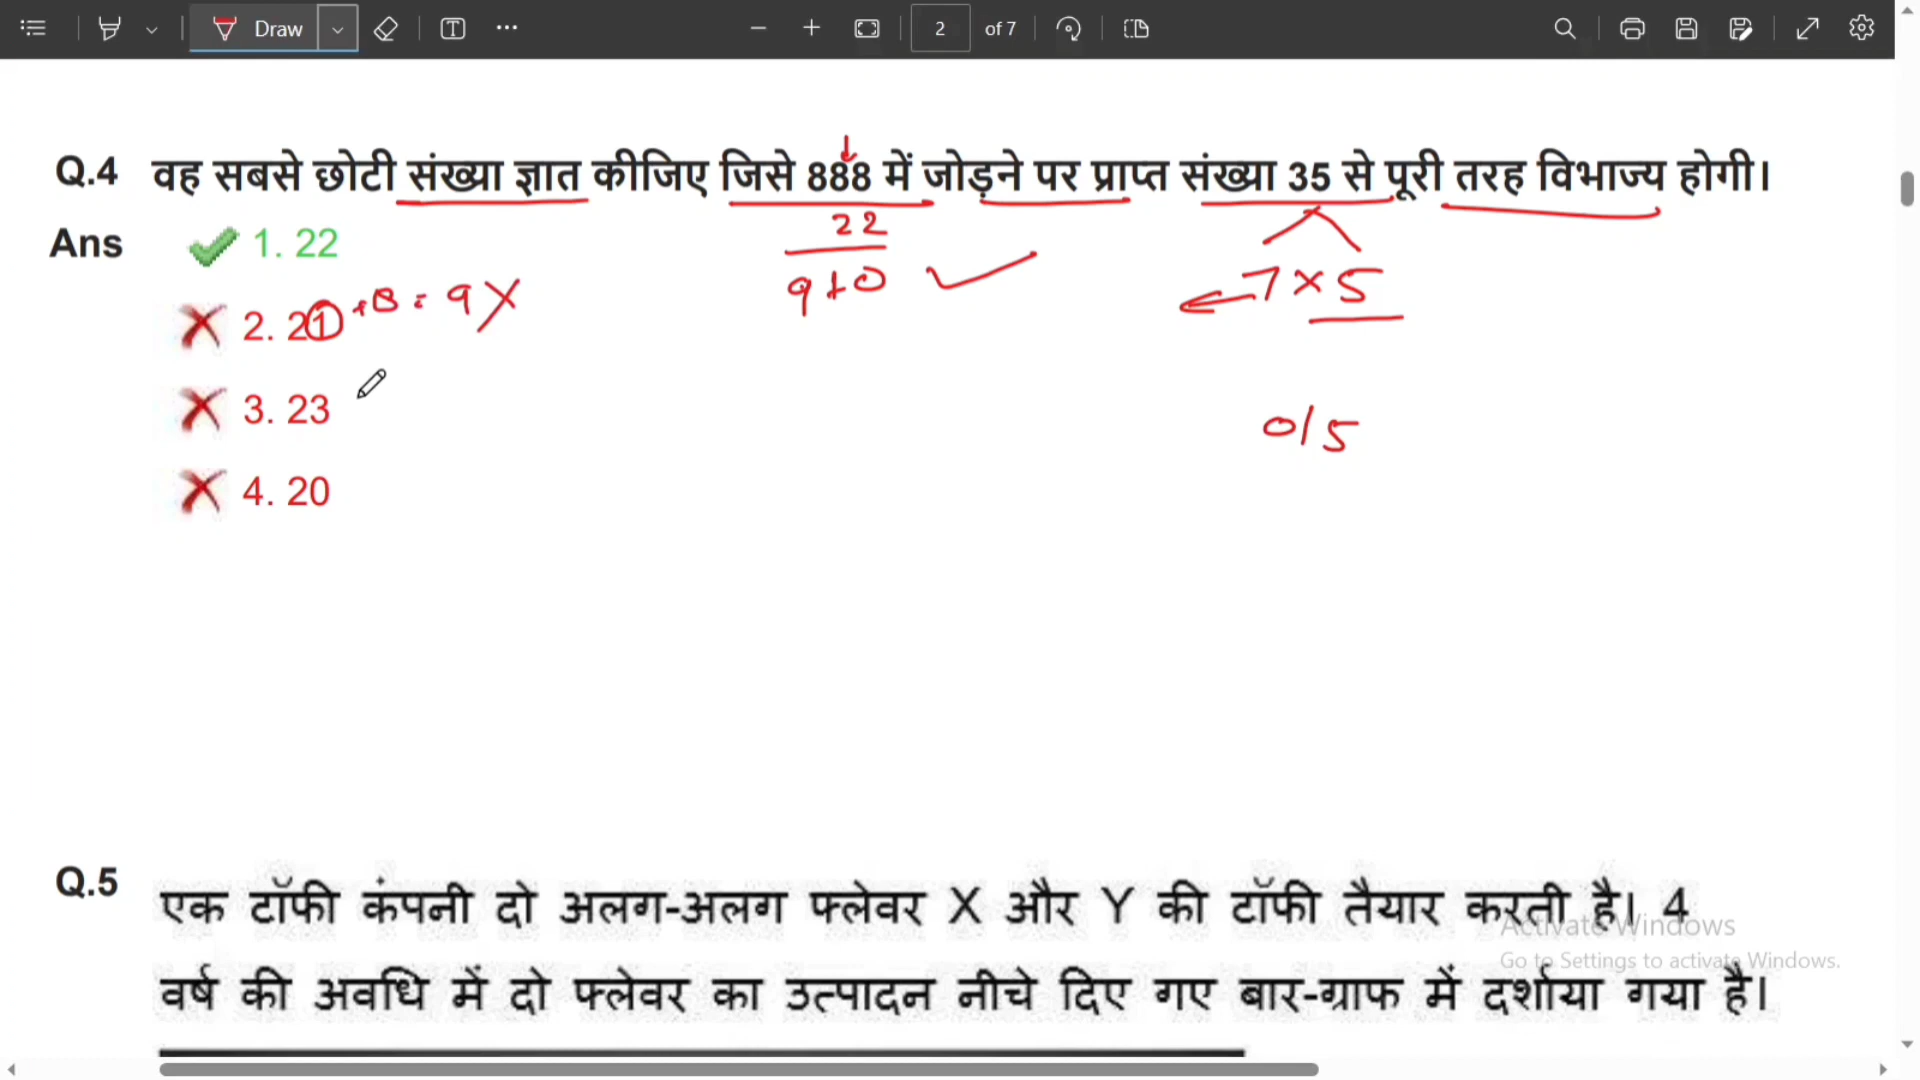 Draw
2 of 7
Q.4 वह सबसे छोटी संख्या ज्ञात कीजिए जिसे 888 में जोड़ने पर प्राप्त संख्या 35 से पूरी तरह विभाज्य होगी।
22
910
7 × 5
0/5
Ans 1. 22
2. 21 + 8 = 9 X
3. 23
4. 20
Q.5 एक टॉफी कंपनी दो अलग-अलग फ्लेवर X और Y की टॉफी तैयार करती है। 4
वर्ष की अवधि में दो फ्लेवर का उत्पादन नीचे दिए गए बार-ग्राफ में दर्शाया गया है।
Activate Windows
Go to Settings to activate Windows.